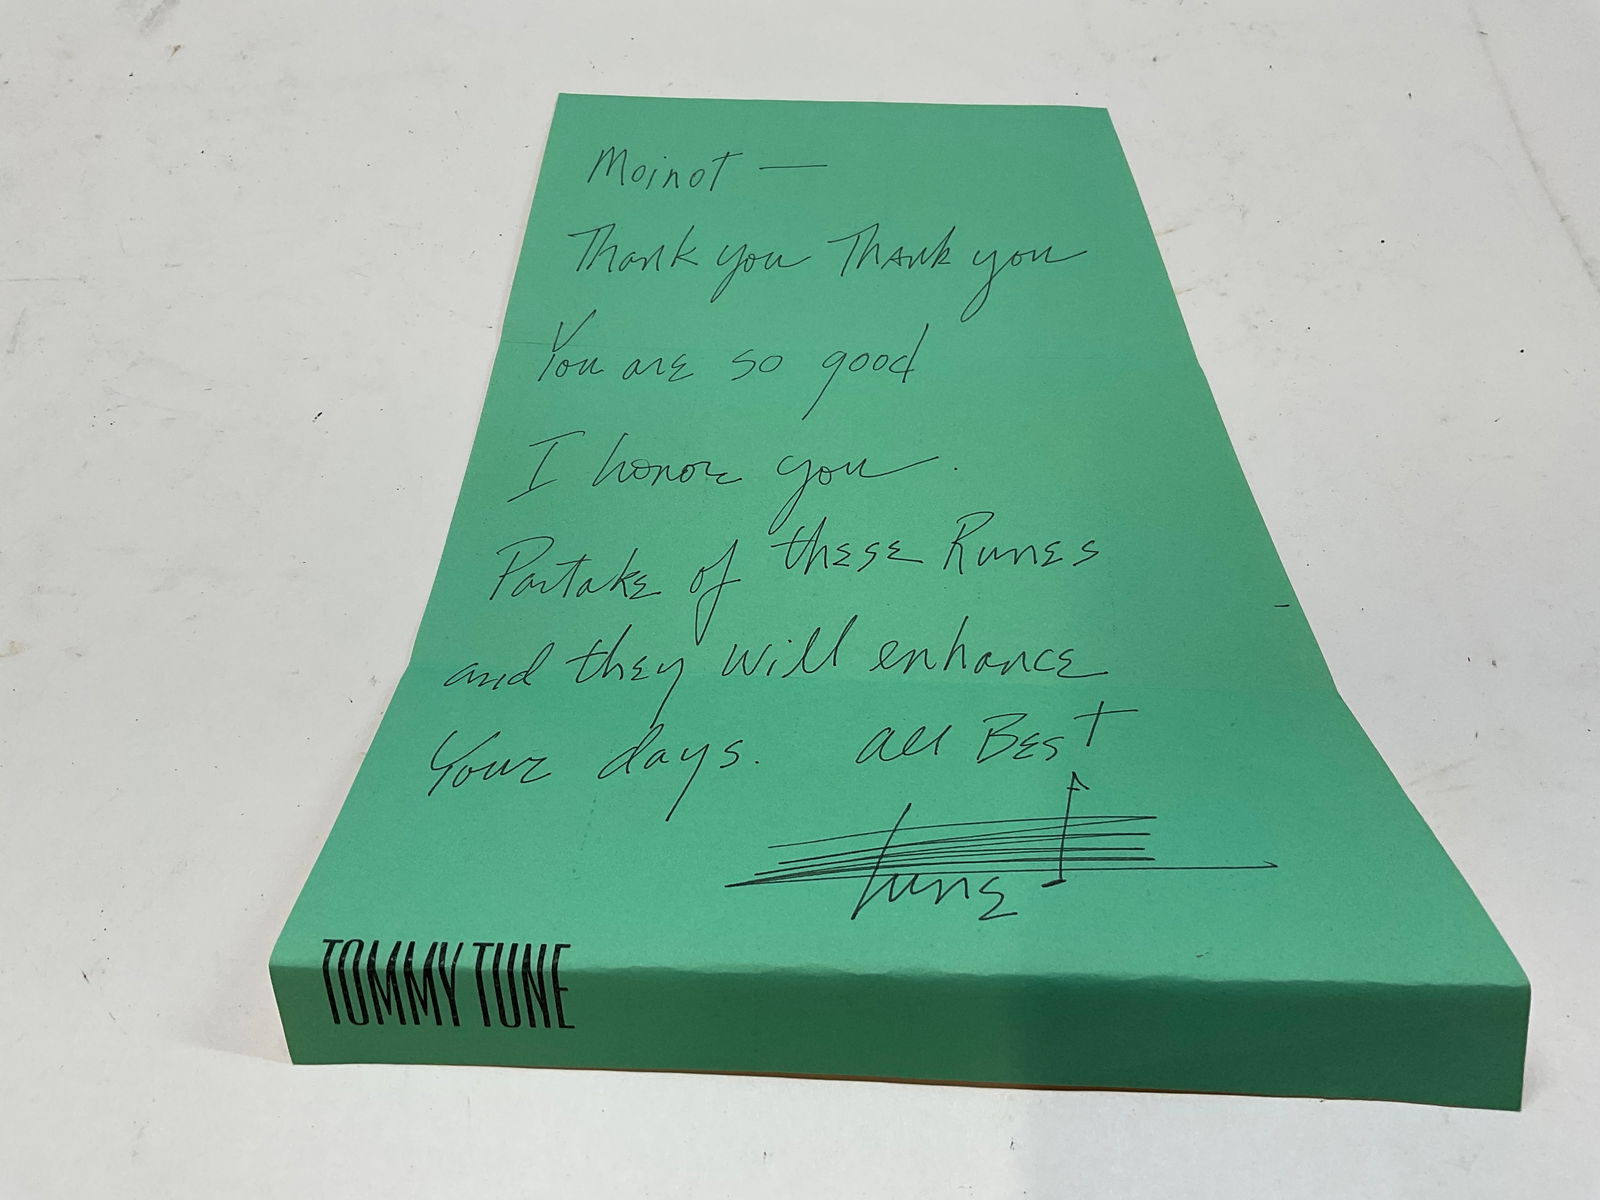 Moinot —
Thank you Thank you
You are so good
I honor you.
Partake of these Runes
and they will enhance
Your days. All Best
Tune
TOMMY TUNE